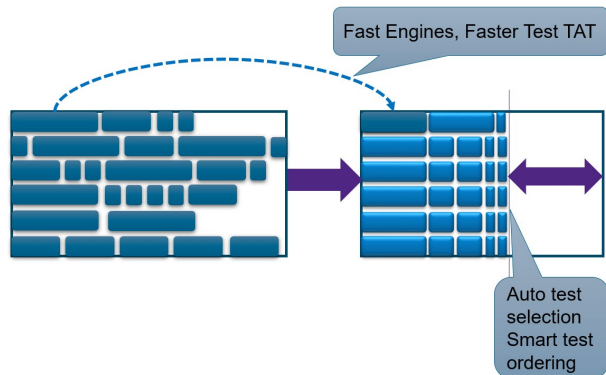 Fast Engines, Faster Test TAT
Auto test
selection
Smart test
ordering